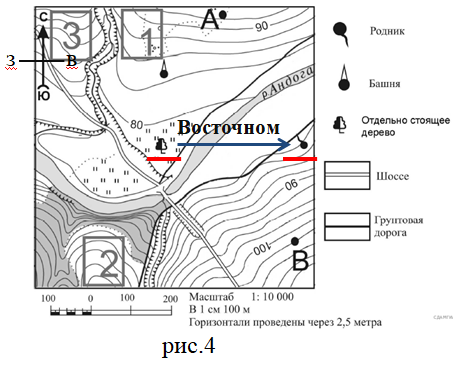 А
90
С
3
1
З
В
Ю
р.Андога
80
Восточном
90
100
2
В
Родник
Башня
Отдельно стоящее
дерево
Шоссе
Грунтовая
дорога
100 0 100 200
Масштаб 1: 10 000
В 1 см 100 м
Горизонтали проведены через 2,5 метра
рис.4